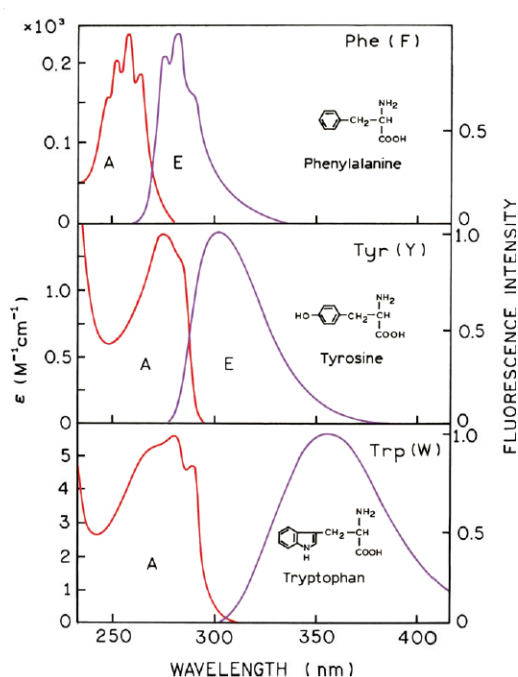 ×10³
Phe (F)
ε
0.2
0.1
0
A
E
NH₂
CH₂-CH
COOH
Phenylalanine
0.5
0
Tyr (Y)
1.0
0.5
0
A
E
HO
NH₂
CH₂-CH
COOH
Tyrosine
1.0
0.5
0
ε (M⁻¹cm⁻¹)
FLUORESCENCE INTENSITY
Trp (W)
5
4
3
2
1
0
A
NH₂
CH₂-CH
COOH
N
H
Tryptophan
1.0
0.5
250 300 350 400
WAVELENGTH ( nm)